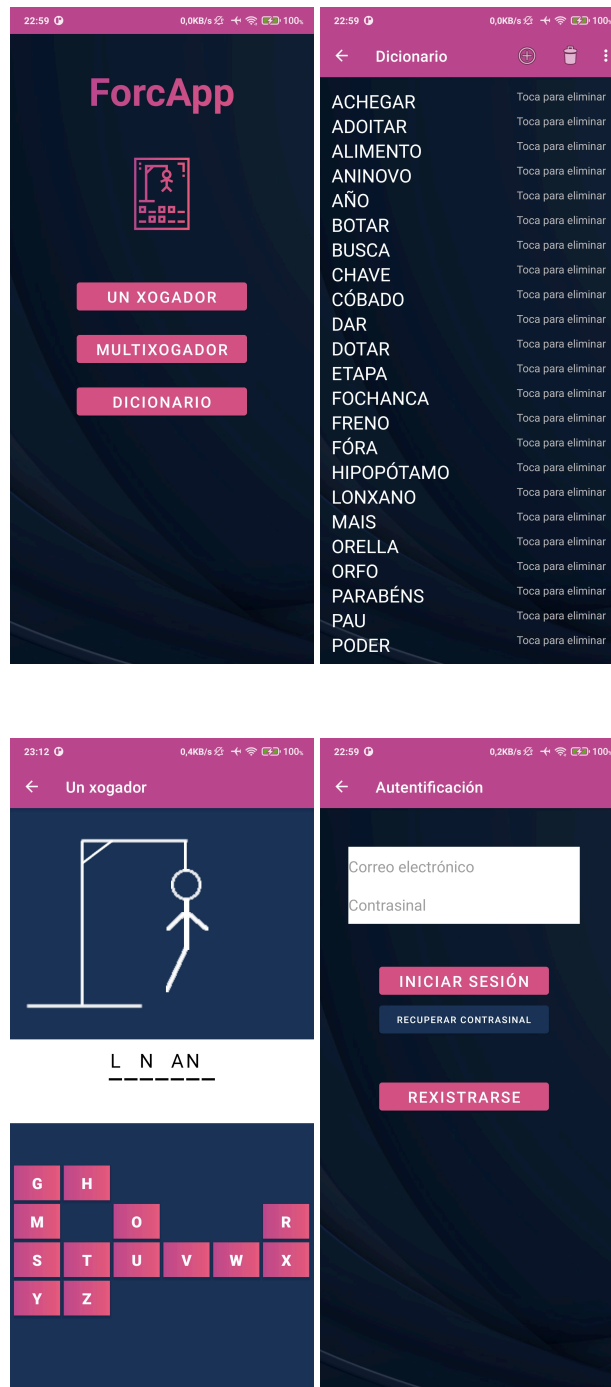 22:59 0,0KB/s 100%
ForcApp
UN XOGADOR
MULTIXOGADOR
DICIONARIO
22:59 0,0KB/s 100%
Dicionario
ACHEGAR Toca para eliminar
ADOITAR Toca para eliminar
ALIMENTO Toca para eliminar
ANINOVO Toca para eliminar
AÑO Toca para eliminar
BOTAR Toca para eliminar
BUSCA Toca para eliminar
CHAVE Toca para eliminar
CÓBADO Toca para eliminar
DAR Toca para eliminar
DOTAR Toca para eliminar
ETAPA Toca para eliminar
FOCHANCA Toca para eliminar
FRENO Toca para eliminar
FÓRA Toca para eliminar
HIPOPÓTAMO Toca para eliminar
LONXANO Toca para eliminar
MAIS Toca para eliminar
ORELLA Toca para eliminar
ORFO Toca para eliminar
PARABÉNS Toca para eliminar
PAU Toca para eliminar
PODER Toca para eliminar
23:12 0,4KB/s 100%
Un xogador
L N AN
G H
M O R
S T U V W X
Y Z
22:59 0,2KB/s 100%
Autentificación
Correo electrónico
Contrasinal
INICIAR SESIÓN
RECUPERAR CONTRASINAL
REXISTRARSE